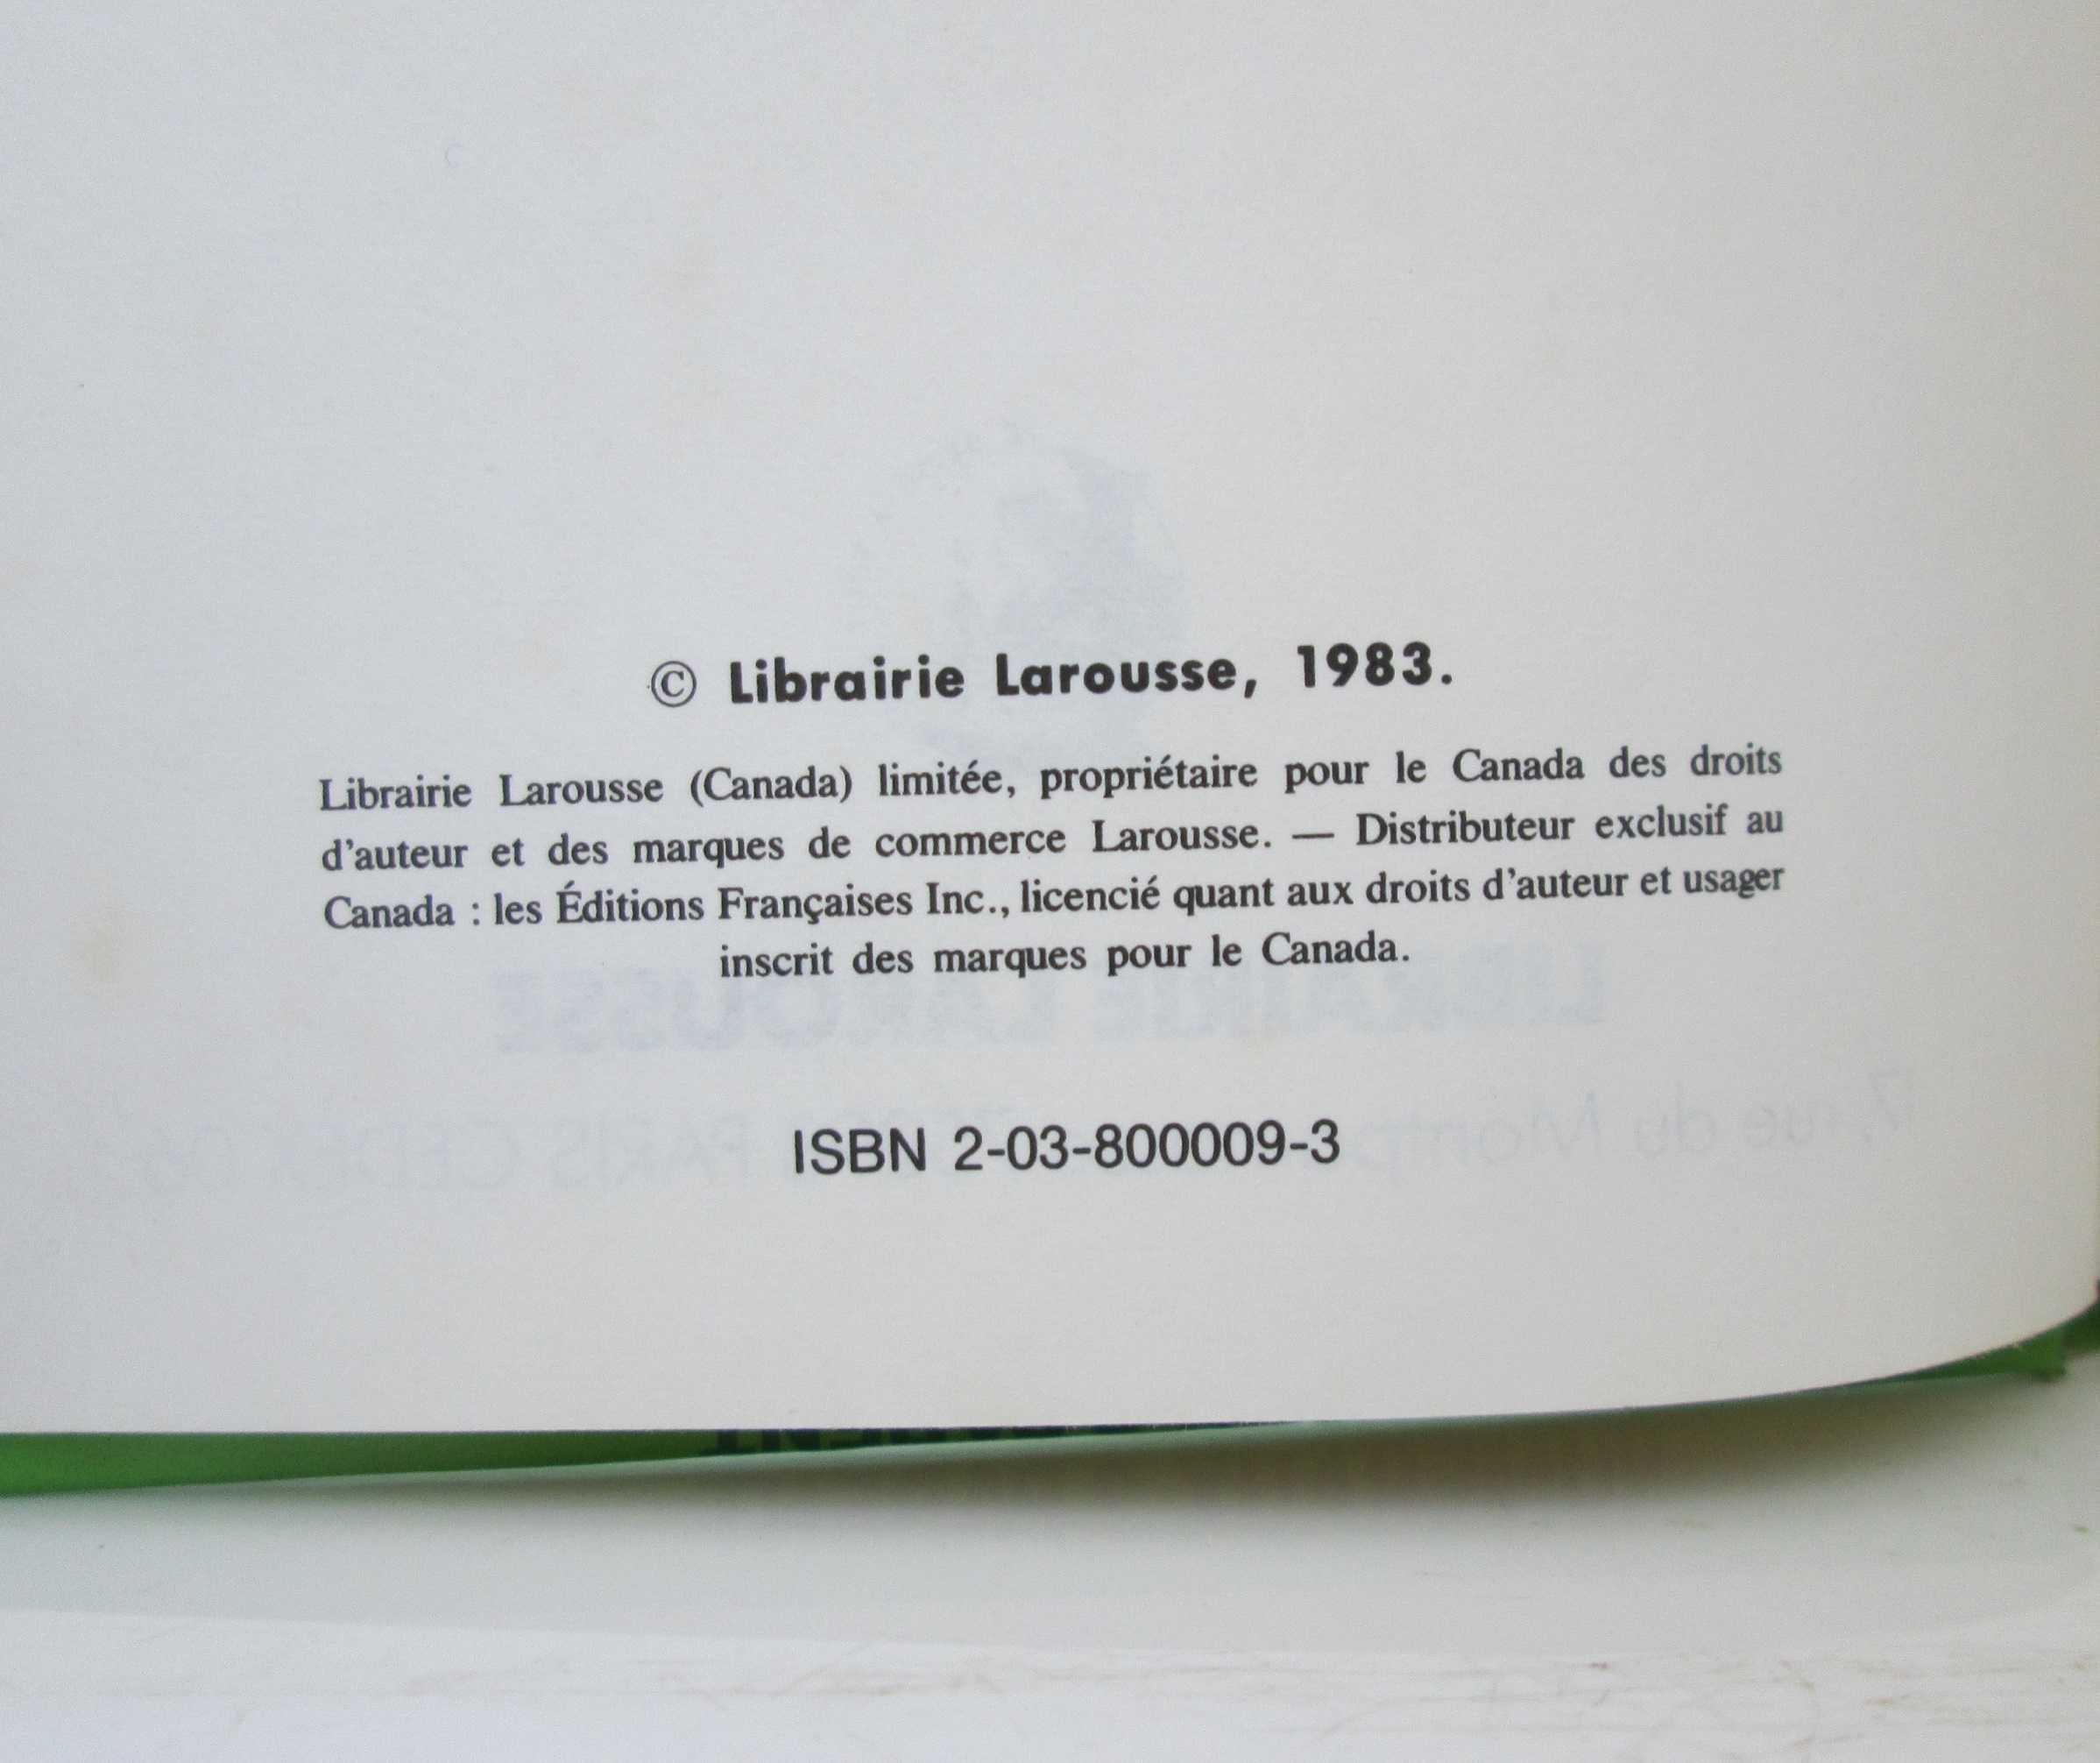 © Librairie Larousse, 1983.
Librairie Larousse (Canada) limitée, propriétaire pour le Canada des droits
d'auteur et des marques de commerce Larousse. — Distributeur exclusif au
Canada : les Éditions Françaises Inc., licencié quant aux droits d'auteur et usager
inscrit des marques pour le Canada.
LIBRAIRIE LAROUSSE
ISBN 2-03-800009-3